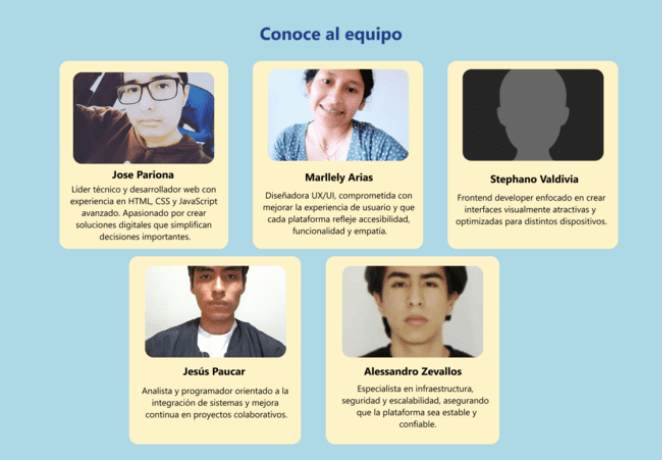 Conoce al equipo
Jose Pariona
Líder técnico y desarrollador web con
experiencia en HTML, CSS y JavaScript
avanzado. Apasionado por crear
soluciones digitales que simplifican
decisiones importantes.
Marllely Arias
Diseñadora UX/UI, comprometida con
mejorar la experiencia de usuario y que
cada plataforma refleje accesibilidad,
funcionalidad y empatía.
Stephano Valdivia
Frontend developer enfocado en crear
interfaces visualmente atractivas y
optimizadas para distintos dispositivos.
Jesús Paucar
Analista y programador orientado a la
integración de sistemas y mejora
continua en proyectos colaborativos.
Alessandro Zevallos
Especialista en infraestructura,
seguridad y escalabilidad, asegurando
que la plataforma sea estable y
confiable.